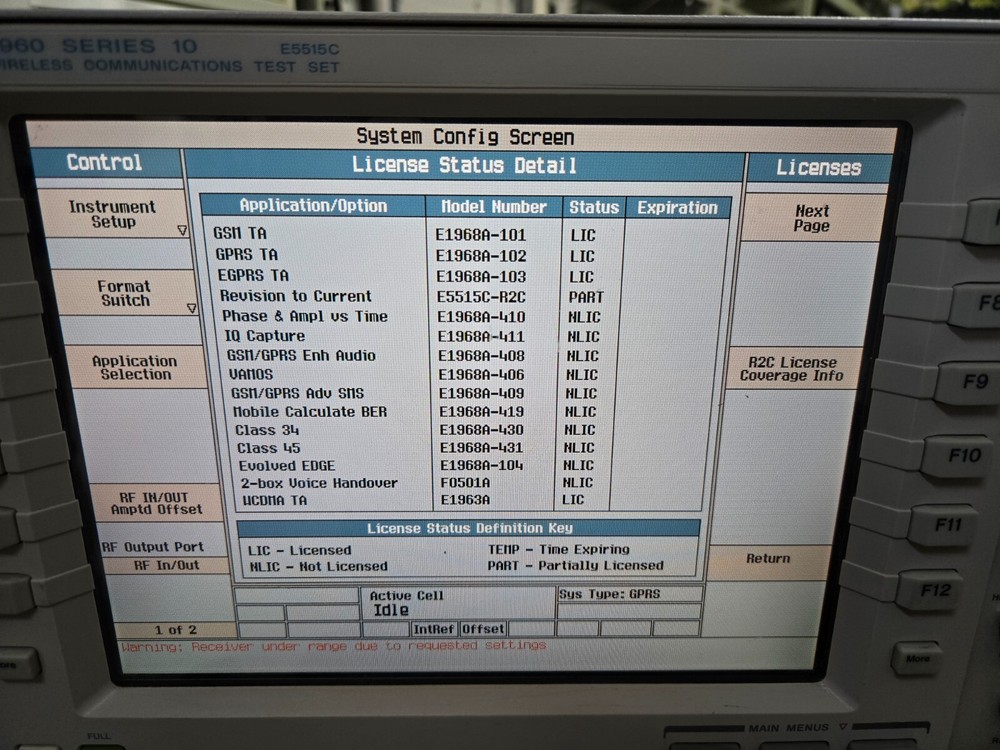 960 SERIES 10 E5515C
WIRELESS COMMUNICATIONS TEST SET
System Config Screen
Control
License Status Detail
Licenses
Instrument
Setup
Format
Switch
Application
Selection
RF IN/OUT
Amptd Offset
RF Output Port
RF In/Out
1 of 2
Application/Option Model Number Status Expiration
GSM TA E1968A-101 LIC
GPRS TA E1968A-102 LIC
EGPRS TA E1968A-103 LIC
Revision to Current E5515C-R2C PART
Phase & Ampl vs Time E1968A-410 NLIC
IQ Capture E1968A-411 NLIC
GSM/GPRS Enh Audio E1968A-408 NLIC
VAMOS E1968A-406 NLIC
GSM/GPRS Adv SMS E1968A-409 NLIC
Mobile Calculate BER E1968A-419 NLIC
Class 34 E1968A-430 NLIC
Class 45 E1968A-431 NLIC
Evolved EDGE E1968A-104 NLIC
2-box Voice Handover F0501A NLIC
WCDMA TA E1963A LIC
License Status Definition Key
LIC - Licensed TEMP - Time Expiring
NLIC - Not Licensed PART - Partially Licensed
Active Cell
Idle
Sys Type: GPRS
IntRef Offset
Warning: Receiver under range due to requested settings
Next
Page
R2C License
Coverage Info
Return
F8
F9
F10
F11
F12
More
FULL
MAIN MENUS